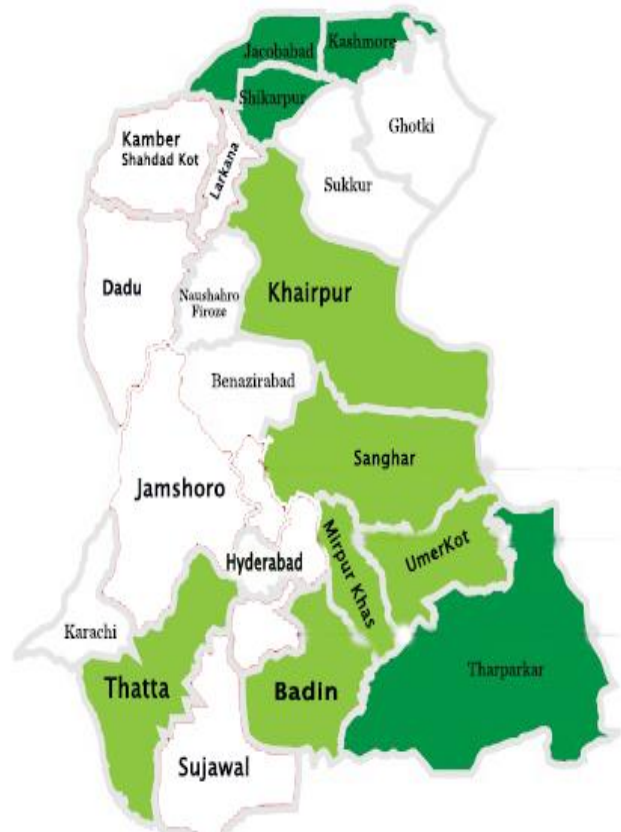 Jacobabad
Kashmore
Shikarpur
Ghotki
Kamber
Shahdad Kot
Larkana
Sukkur
Dadu
Naushahro
Firoze
Khairpur
Benazirabad
Sanghar
Jamshoro
Mirpur Khas
UmerKot
Hyderabad
Karachi
Tharparkar
Thatta
Badin
Sujawal